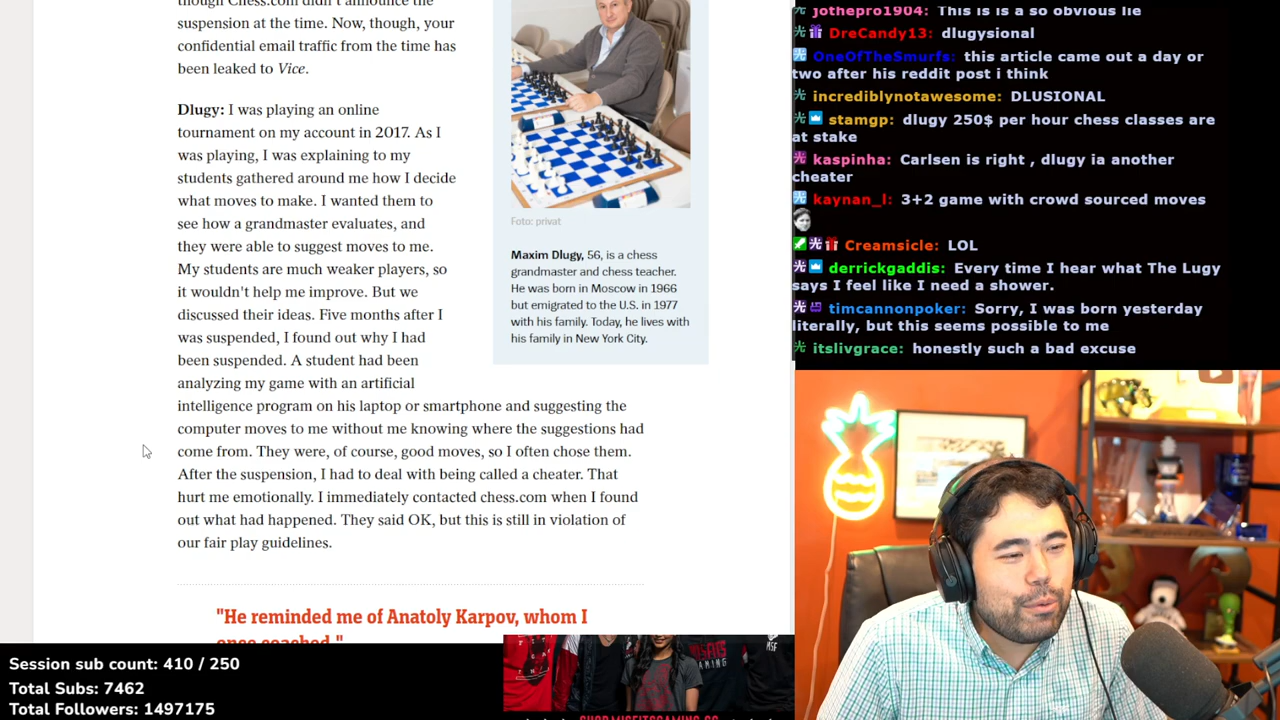 though Chess.com didn't announce the
suspension at the time. Now, though, your
confidential email traffic from the time has
been leaked to Vice.
Dlugy: I was playing an online
tournament on my account in 2017. As I
was playing, I was explaining to my
students gathered around me how I decide
what moves to make. I wanted them to
see how a grandmaster evaluates, and
they were able to suggest moves to me.
My students are much weaker players, so
it wouldn't help me improve. But we
discussed their ideas. Five months after I
was suspended, I found out why I had
been suspended. A student had been
analyzing my game with an artificial
intelligence program on his laptop or smartphone and suggesting the
computer moves to me without me knowing where the suggestions had
come from. They were, of course, good moves, so I often chose them.
After the suspension, I had to deal with being called a cheater. That
hurt me emotionally. I immediately contacted chess.com when I found
out what had happened. They said OK, but this is still in violation of
our fair play guidelines.
"He reminded me of Anatoly Karpov, whom I
once coached."
Foto: privat
Maxim Dlugy, 56, is a chess
grandmaster and chess teacher.
He was born in Moscow in 1966
but emigrated to the U.S. in 1977
with his family. Today, he lives with
his family in New York City.
jothepro1904: This is is a so obvious lie
DreCandy13: dlugysional
OneOfTheSmurfs: this article came out a day or
two after his reddit post i think
incrediblynotawesome: DLUSIONAL
stamgp: dlugy 250$ per hour chess classes are
at stake
kaspinha: Carlsen is right , dlugy ia another
cheater
kaynan_l: 3+2 game with crowd sourced moves
Creamsicle: LOL
derrickgaddis: Every time I hear what The Lugy
says I feel like I need a shower.
timcannonpoker: Sorry, I was born yesterday
literally, but this seems possible to me
itslivgrace: honestly such a bad excuse
Session sub count: 410 / 250
Total Subs: 7462
Total Followers: 1497175
SHOP.MISFITSGAMING.GG